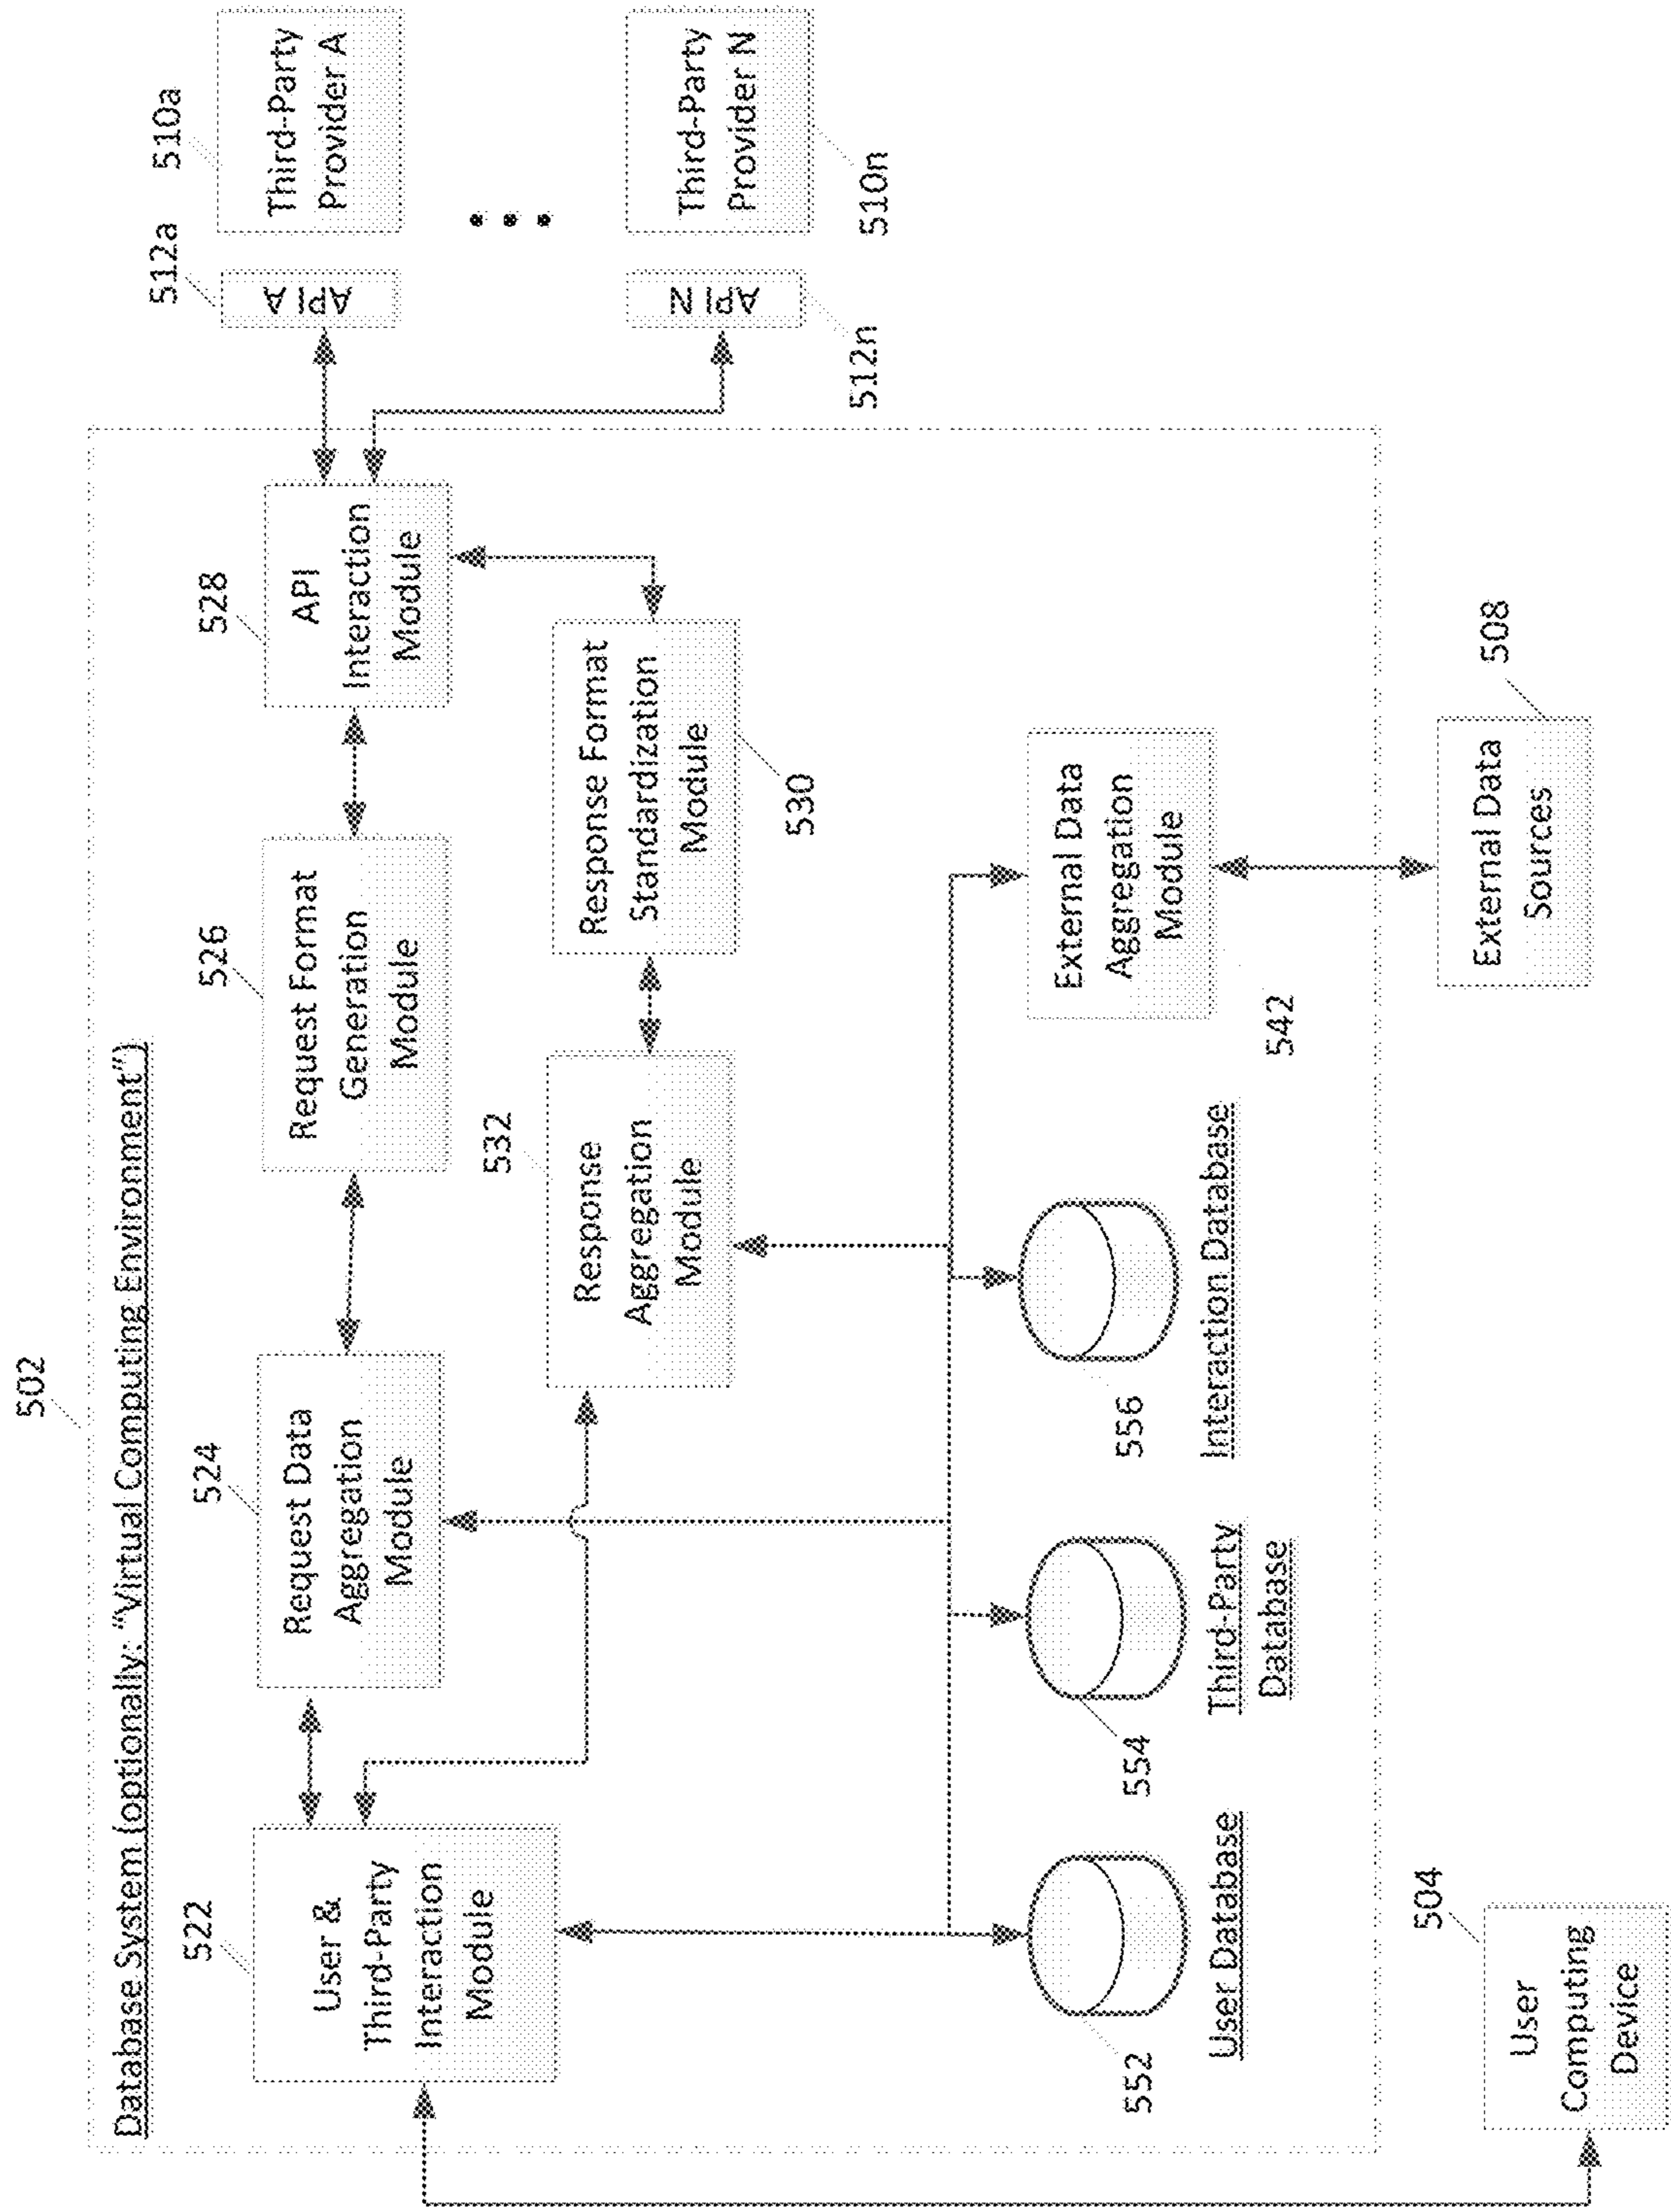 502
Database System (optionally: “Virtual Computing Environment”)
522
User &
Third-Party
Interaction
Module
524
Request Data
Aggregation
Module
526
Request Format
Generation
Module
528
API
Interaction
Module
512a
API A
510a
Third-Party
Provider A
532
Response
Aggregation
Module
Response Format
Standardization
Module
530
API N
512n
Third-Party
Provider N
510n
552
User Database
554
Third-Party
Database
556
Interaction Database
External Data
Aggregation
Module
542
504
User
Computing
Device
508
External Data
Sources